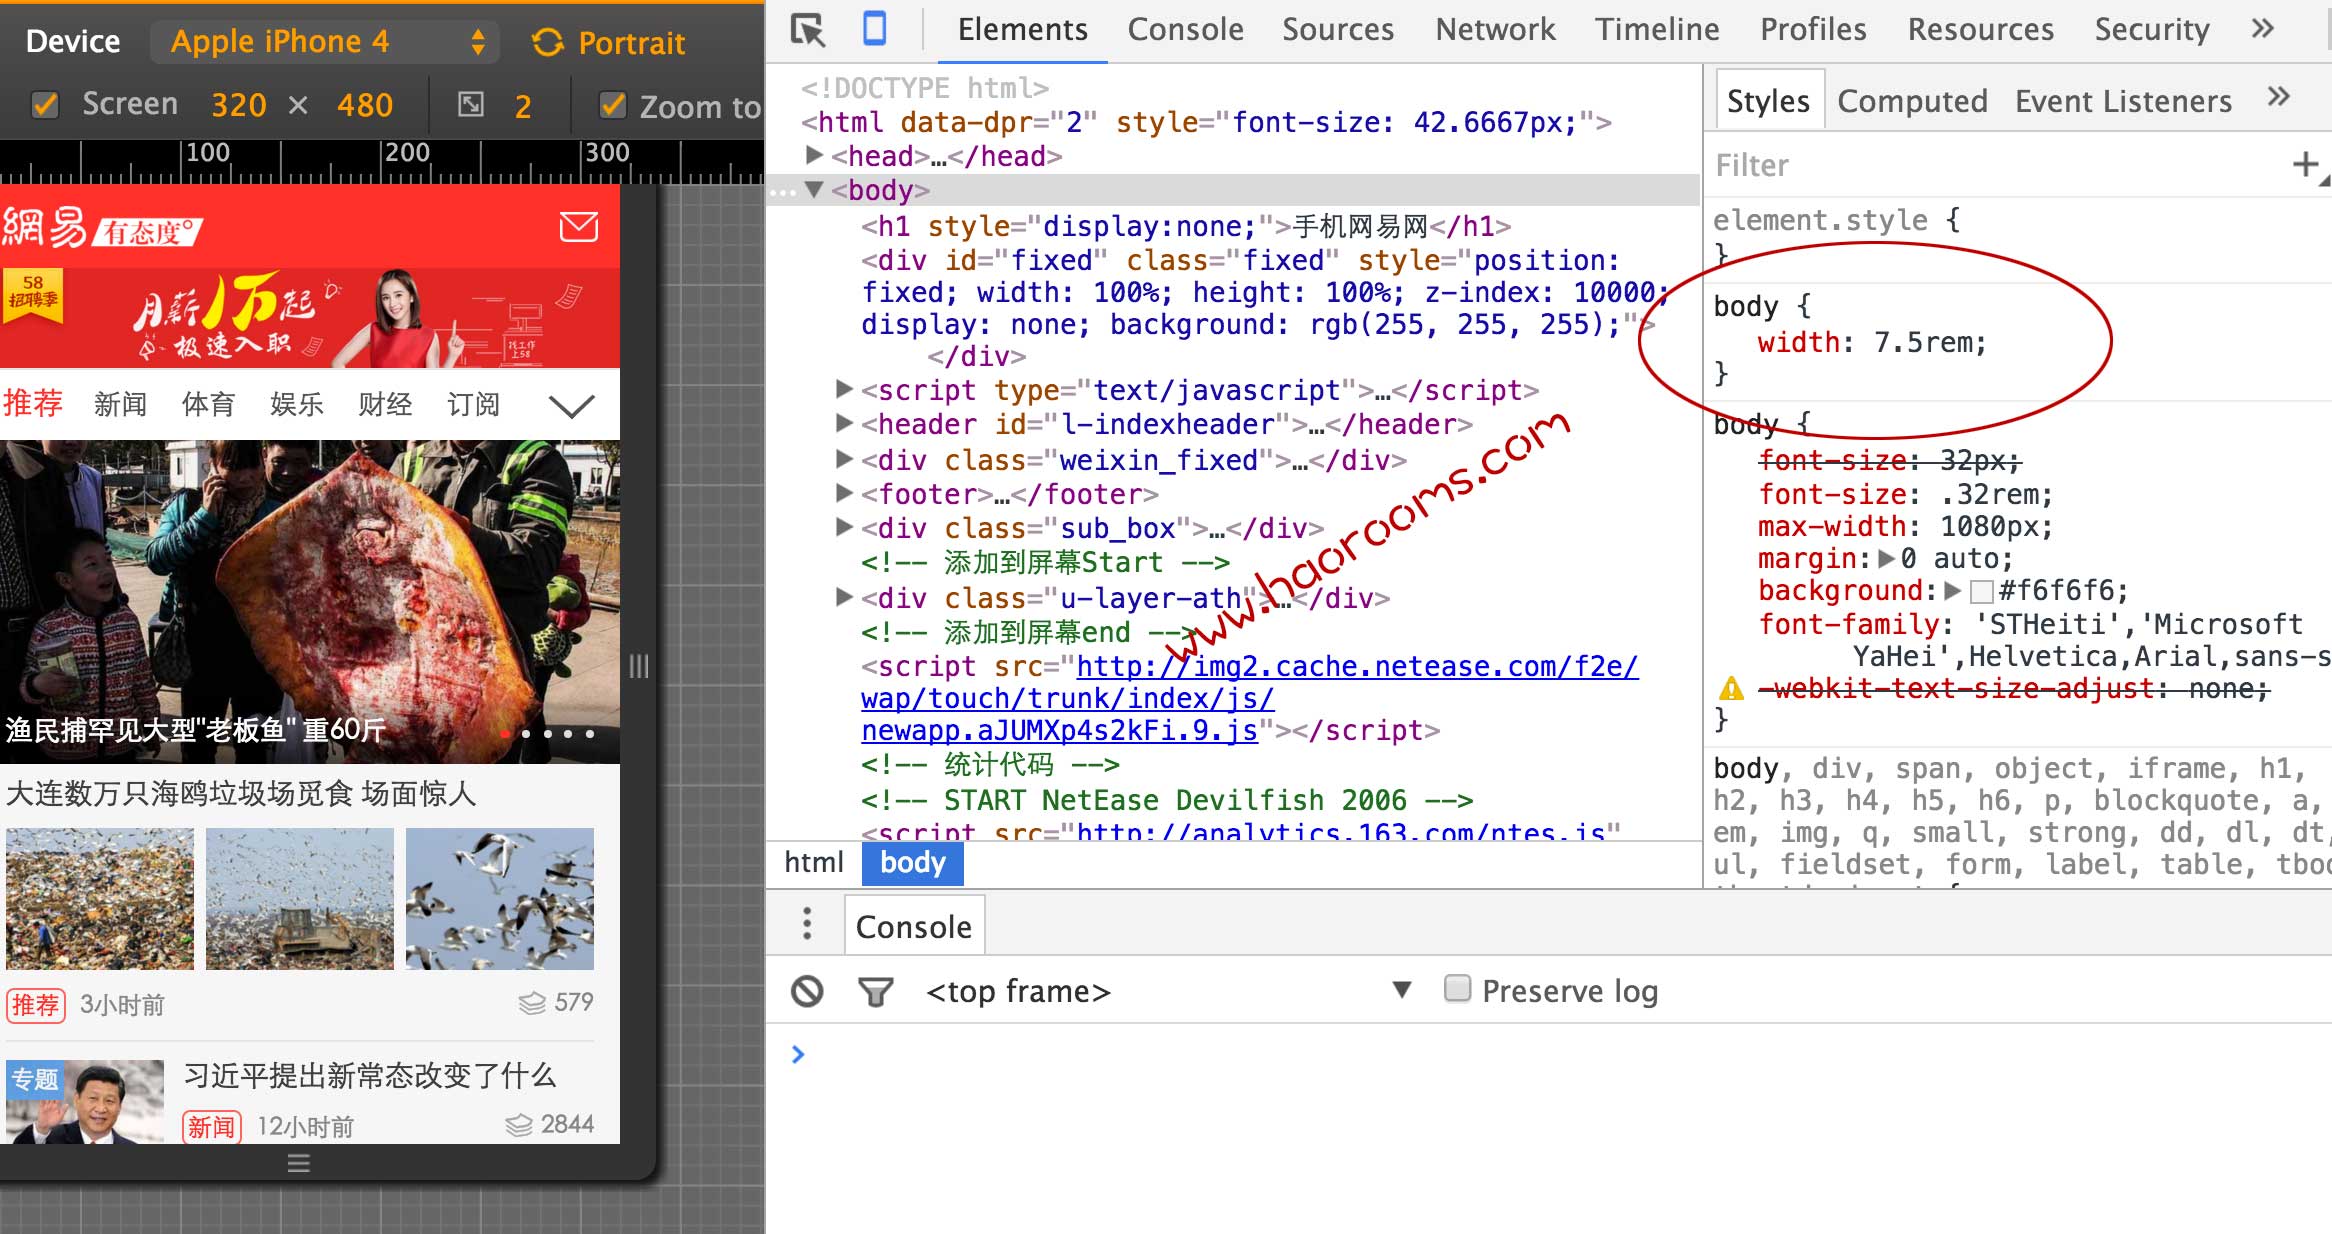 Device Apple iPhone 4 Portrait
Screen 320 × 480 2 Zoom to
100 200 300
網易 有态度°
58
招聘季
月薪1万起
极速入职
找工作
上58
推荐 新闻 体育 娱乐 财经 订阅
渔民捕罕见大型"老板鱼" 重60斤
大连数万只海鸥垃圾场觅食 场面惊人
推荐 3小时前 579
专题
习近平提出新常态改变了什么
新闻 12小时前 2844
Elements Console Sources Network Timeline Profiles Resources Security »
<!DOCTYPE html>
<html data-dpr="2" style="font-size: 42.6667px;">
▶<head>…</head>
… ▼<body>
<h1 style="display:none;">手机网易网</h1>
<div id="fixed" class="fixed" style="position:
fixed; width: 100%; height: 100%; z-index: 10000;
display: none; background: rgb(255, 255, 255);">
</div>
▶<script type="text/javascript">…</script>
▶<header id="l-indexheader">…</header>
▶<div class="weixin_fixed">…</div>
▶<footer>…</footer>
▶<div class="sub_box">…</div>
<!-- 添加到屏幕Start -->
▶<div class="u-layer-ath">…</div>
<!-- 添加到屏幕end -->
<script src="http://img2.cache.netease.com/f2e/
wap/touch/trunk/index/js/
newapp.aJUMXp4s2kFi.9.js"></script>
<!-- 统计代码 -->
<!-- START NetEase Devilfish 2006 -->
<script src="http://analytics.163.com/ntes.js"
www.haorooms.com
html body
Styles Computed Event Listeners »
Filter +
element.style {
}
body {
width: 7.5rem;
}
body {
font-size: 32px;
font-size: .32rem;
max-width: 1080px;
margin:▶0 auto;
background:▶#f6f6f6;
font-family: 'STHeiti','Microsoft
YaHei',Helvetica,Arial,sans-s
-webkit-text-size-adjust: none;
}
body, div, span, object, iframe, h1,
h2, h3, h4, h5, h6, p, blockquote, a,
em, img, q, small, strong, dd, dl, dt,
ul, fieldset, form, label, table, tbo
Console
<top frame> ▼ Preserve log